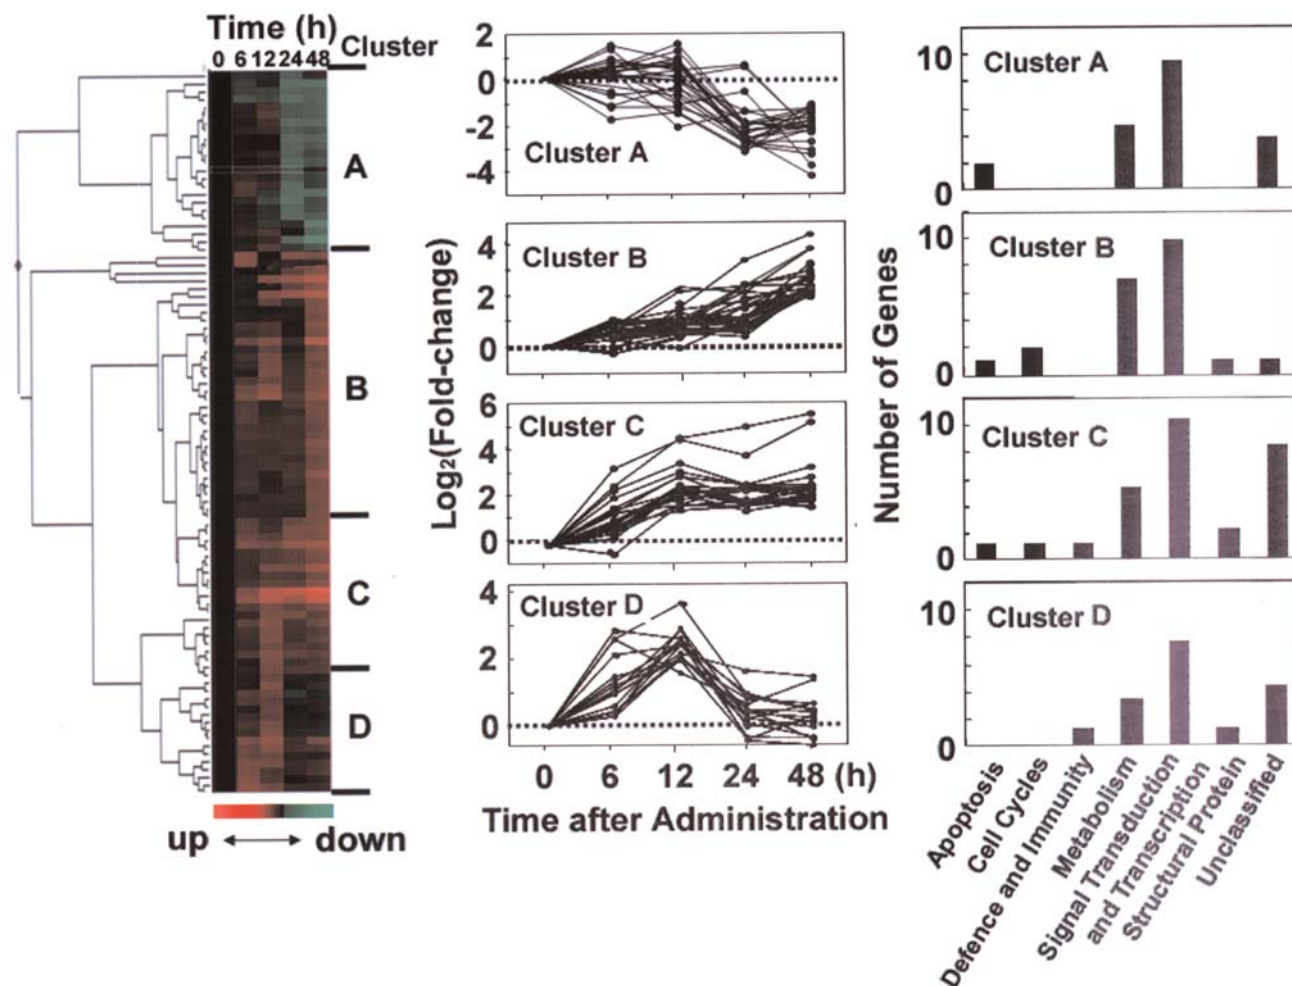 Time (h)
0 6 12 24 48
Cluster
A
B
C
D
up
down
Log₂(Fold-change)
2
0
-2
-4
Cluster A
4
2
0
Cluster B
6
4
2
0
Cluster C
4
2
0
Cluster D
0 6 12 24 48 (h)
Time after Administration
Number of Genes
10
0
Cluster A
10
0
Cluster B
10
0
Cluster C
10
0
Cluster D
Apoptosis
Cell Cycles
Defence and Immunity
Metabolism
Signal Transduction
and Transcription
Structural Protein
Unclassified